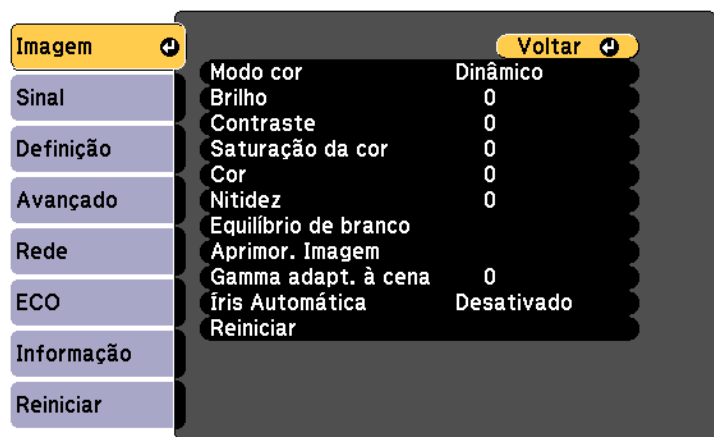 Imagem
Sinal
Definição
Avançado
Rede
ECO
Informação
Reiniciar
Voltar
Modo cor Dinâmico
Brilho 0
Contraste 0
Saturação da cor 0
Cor 0
Nitidez 0
Equilíbrio de branco
Aprimor. Imagem
Gamma adapt. à cena 0
Íris Automática Desativado
Reiniciar